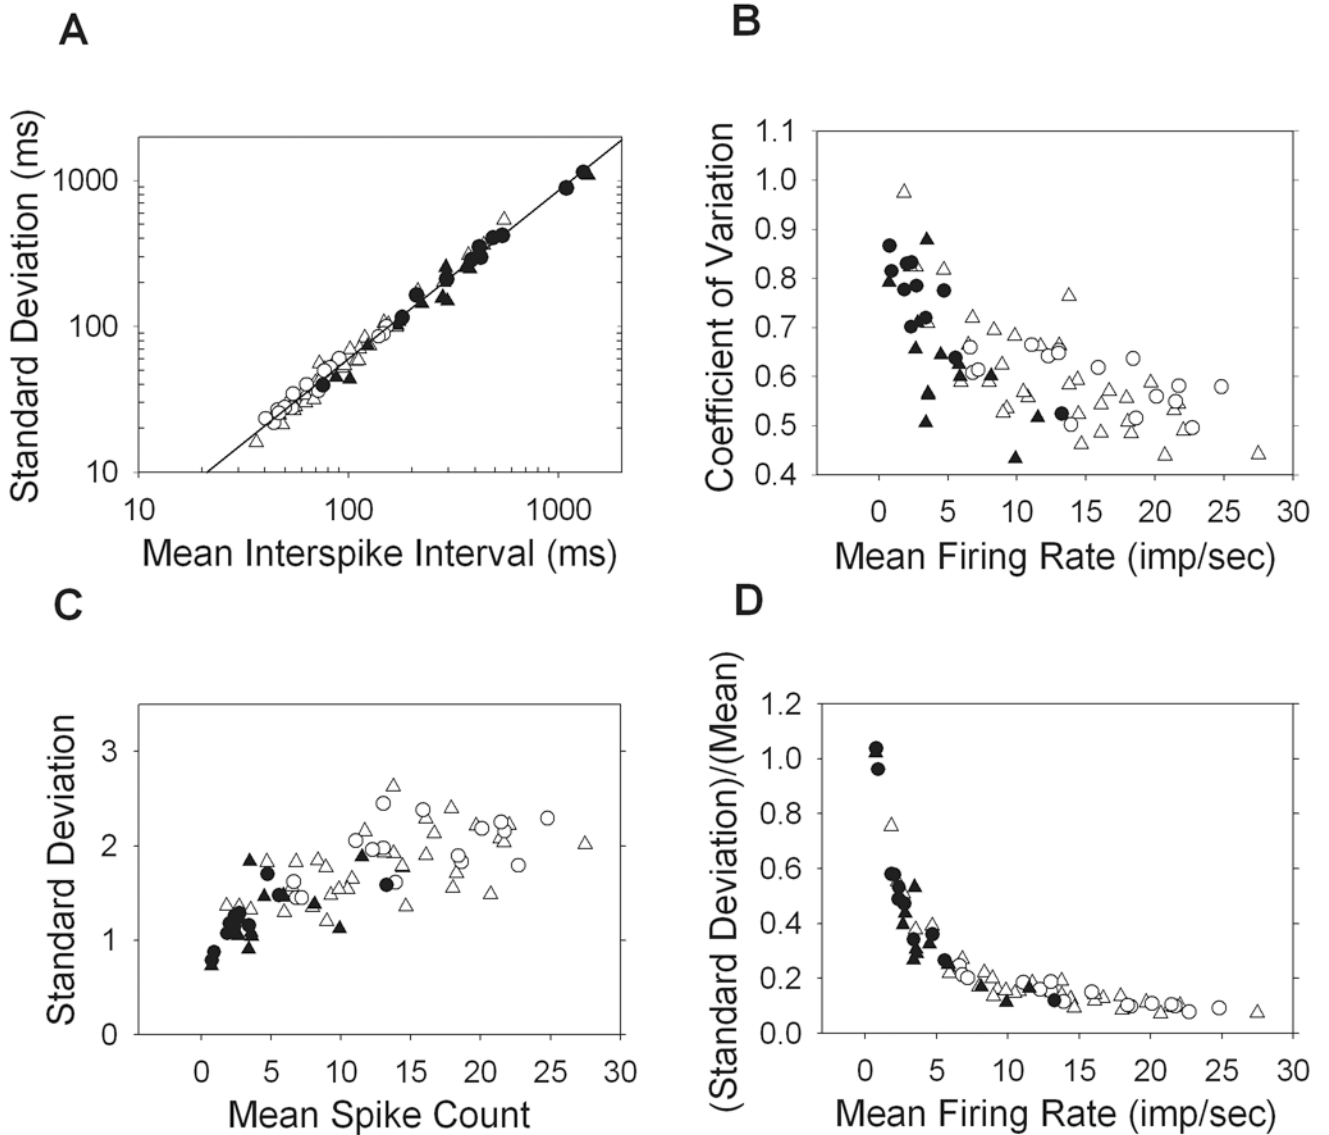 A
Standard Deviation (ms)
1000
100
10
10 100 1000
Mean Interspike Interval (ms)
B
Coefficient of Variation
1.1
1.0
0.9
0.8
0.7
0.6
0.5
0.4
0 5 10 15 20 25 30
Mean Firing Rate (imp/sec)
C
Standard Deviation
3
2
1
0
0 5 10 15 20 25 30
Mean Spike Count
D
(Standard Deviation)/(Mean)
1.2
1.0
0.8
0.6
0.4
0.2
0.0
0 5 10 15 20 25 30
Mean Firing Rate (imp/sec)